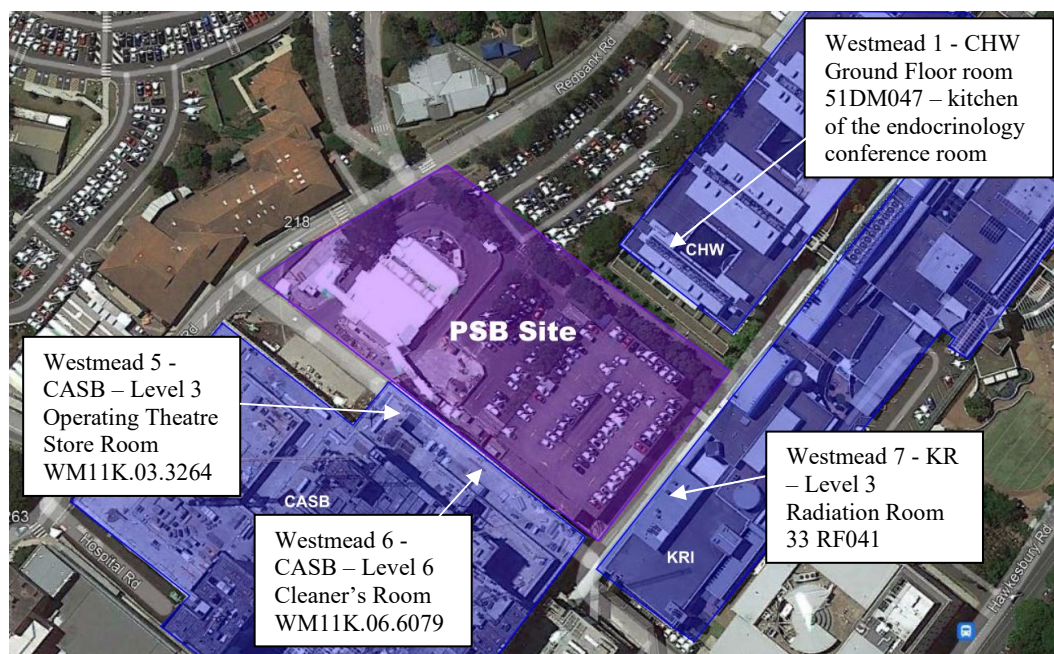 Westmead 1 - CHW
Ground Floor room
51DM047 – kitchen
of the endocrinology
conference room
Redbank Rd
CHW
218
PSB Site
Rd
Westmead 5 -
CASB – Level 3
Operating Theatre
Store Room
WM11K.03.3264
Westmead 7 - KR
– Level 3
Radiation Room
33 RF041
CASB
263
Hospital Rd
Westmead 6 -
CASB – Level 6
Cleaner’s Room
WM11K.06.6079
KRI
Hawkesbury Rd